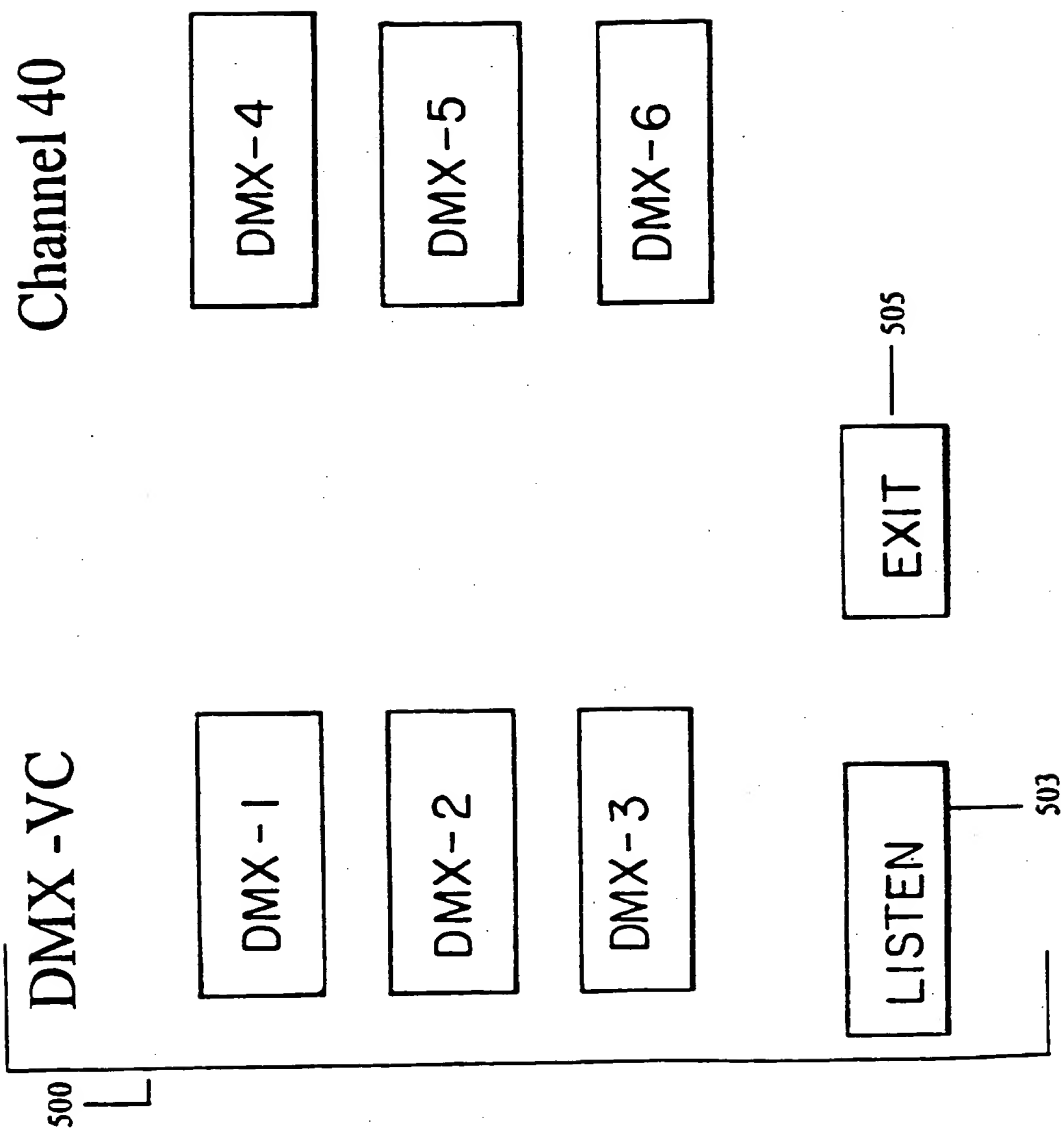 DMX -VC
Channel 40
DMX-1
DMX-4
DMX-2
DMX-5
DMX-3
DMX-6
LISTEN
EXIT
500
503
505